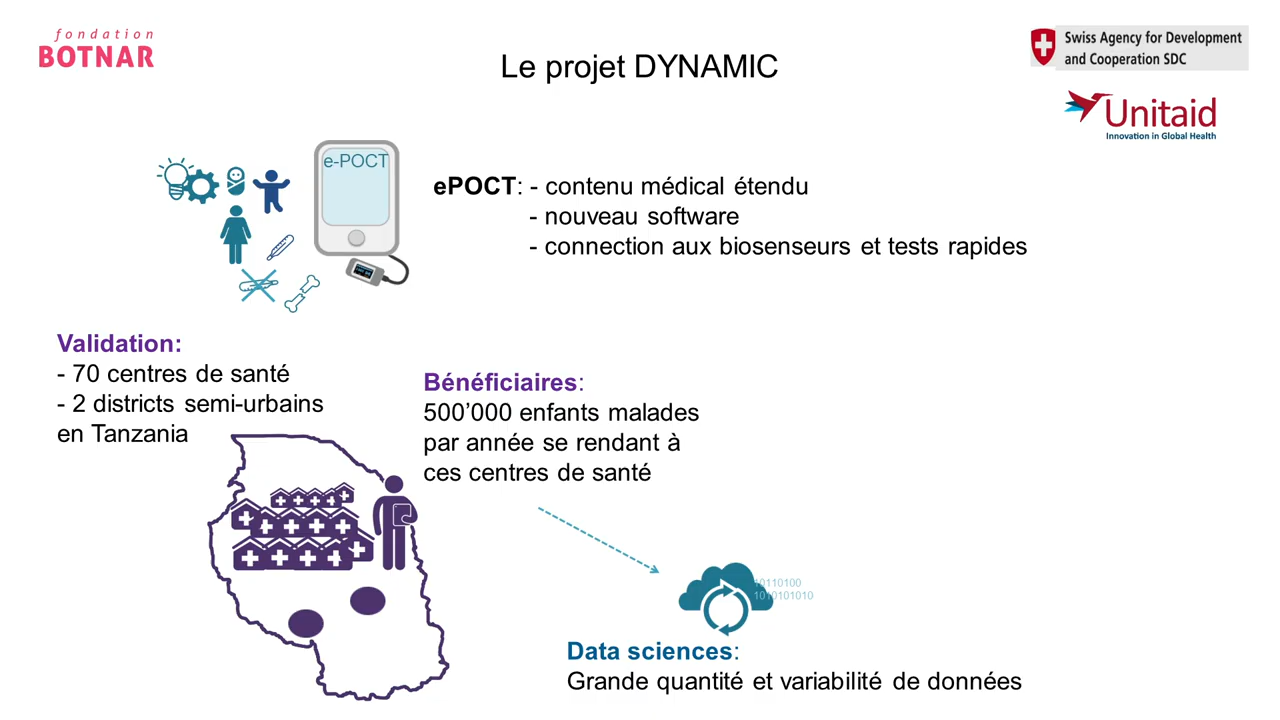 fondation
BOTNAR
Le projet DYNAMIC
Swiss Agency for Development
and Cooperation SDC
Unitaid
Innovation in Global Health
e-POCT
ePOCT: - contenu médical étendu
- nouveau software
- connection aux biosenseurs et tests rapides
Validation:
- 70 centres de santé
- 2 districts semi-urbains
en Tanzania
Bénéficiaires:
500’000 enfants malades
par année se rendant à
ces centres de santé
10110100
1010101010
Data sciences:
Grande quantité et variabilité de données